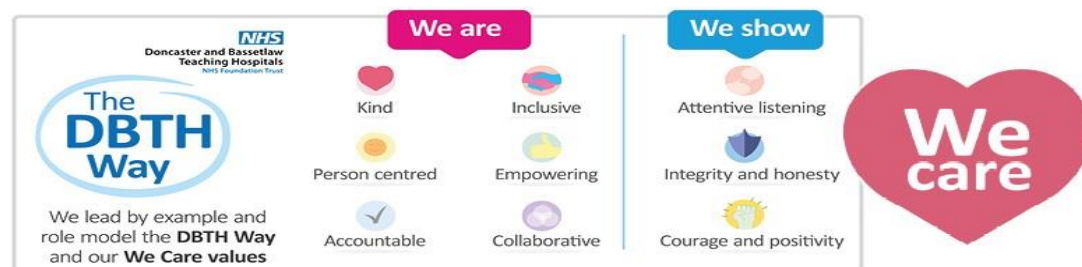 NHS
Doncaster and Bassetlaw
Teaching Hospitals
NHS Foundation Trust
The
DBTH
Way
We lead by example and
role model the DBTH Way
and our We Care values
We are
Kind
Inclusive
Person centred
Empowering
Accountable
Collaborative
We show
Attentive listening
Integrity and honesty
Courage and positivity
We
care